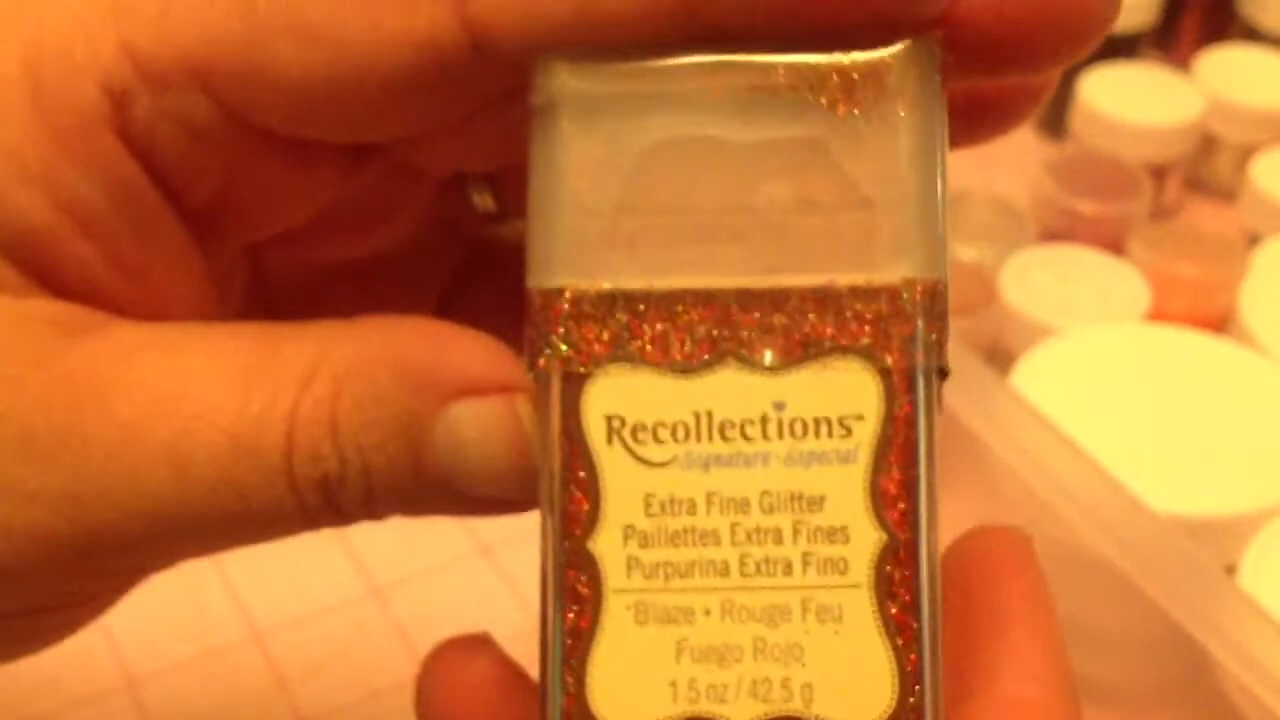 Recollections™
Signature · Especial
Extra Fine Glitter
Paillettes Extra Fines
Purpurina Extra Fino
Blaze • Rouge Feu
Fuego Rojo
1.5 oz / 42.5 g